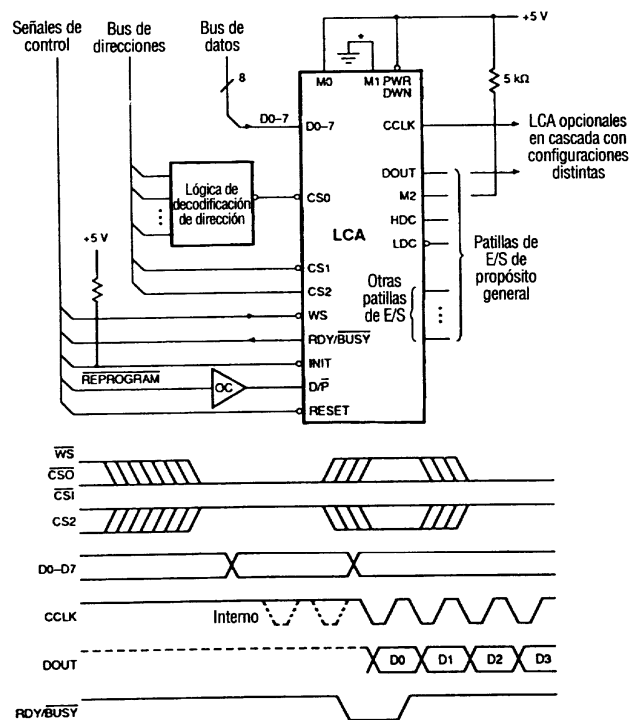 Señales de
control
Bus de
direcciones
Bus de
datos
8
+5 V
*
M0
M1
PWR
DWN
5 kΩ
D0–7
D0–7
CCLK
LCA opcionales
en cascada con
configuraciones
distintas
DOUT
M2
HDC
LDC
Patillas de
E/S de
propósito
general
Lógica de
decodificación
de dirección
CS0
LCA
+5 V
CS1
CS2
Otras
patillas
de E/S
WS
RDY/BUSY
INIT
REPROGRAM
OC
D/P
RESET
WS
CSO
CSI
CS2
D0–D7
CCLK
Interno
DOUT
D0
D1
D2
D3
RDY/BUSY